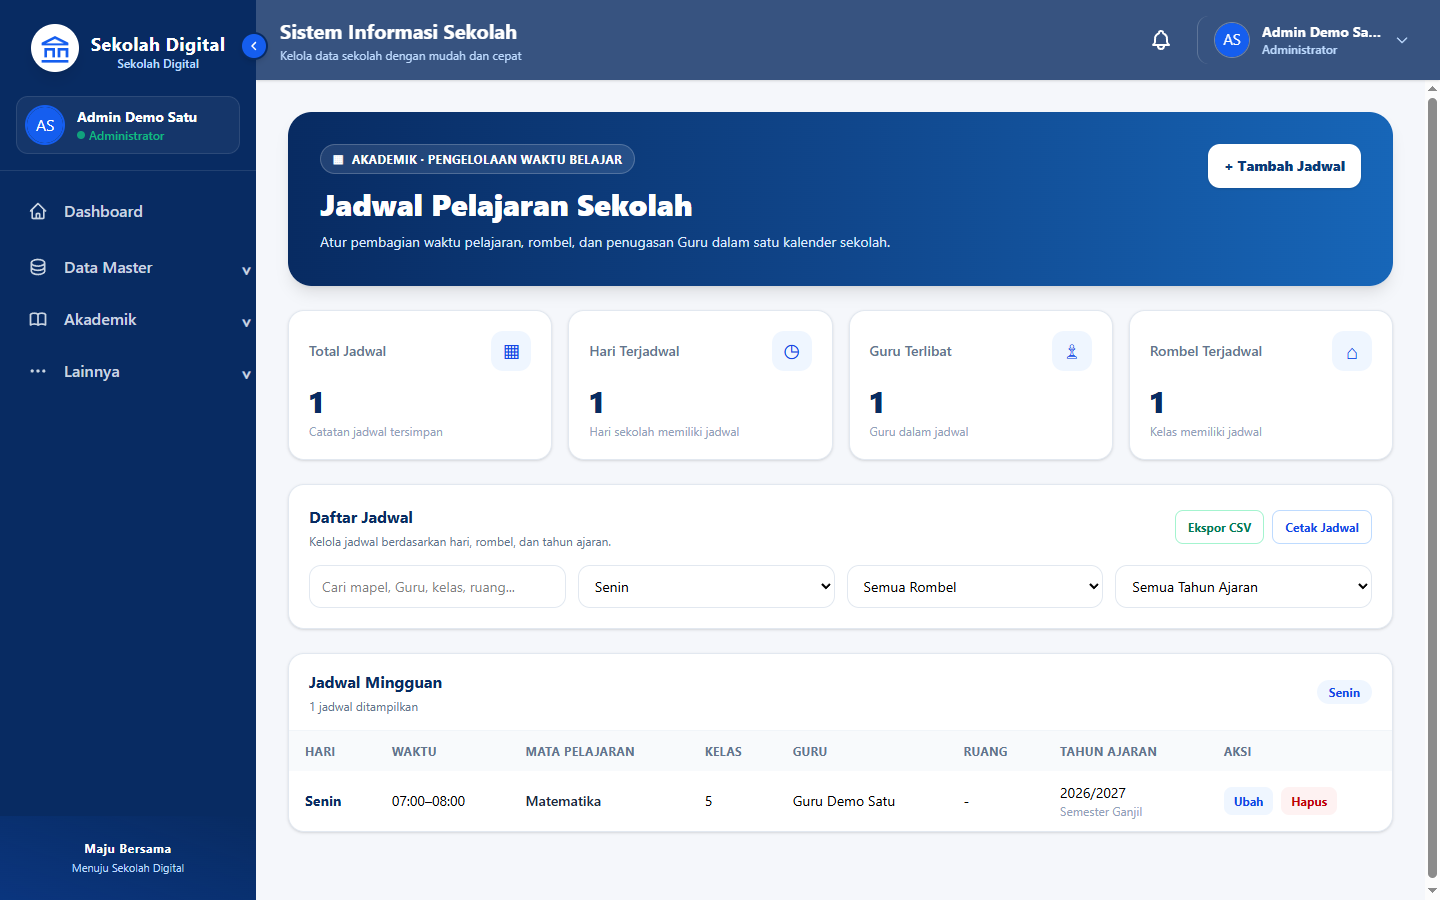 Sekolah Digital
Sekolah Digital
AS
Admin Demo Satu
Administrator
Dashboard
Data Master
Akademik
Lainnya
Maju Bersama
Menuju Sekolah Digital
Sistem Informasi Sekolah
Kelola data sekolah dengan mudah dan cepat
AS
Admin Demo Sa...
Administrator
AKADEMIK · PENGELOLAAN WAKTU BELAJAR
+ Tambah Jadwal
Jadwal Pelajaran Sekolah
Atur pembagian waktu pelajaran, rombel, dan penugasan Guru dalam satu kalender sekolah.
Total Jadwal
1
Catatan jadwal tersimpan
Hari Terjadwal
1
Hari sekolah memiliki jadwal
Guru Terlibat
1
Guru dalam jadwal
Rombel Terjadwal
1
Kelas memiliki jadwal
Daftar Jadwal
Kelola jadwal berdasarkan hari, rombel, dan tahun ajaran.
Ekspor CSV
Cetak Jadwal
Cari mapel, Guru, kelas, ruang...
Senin
Semua Rombel
Semua Tahun Ajaran
Jadwal Mingguan
1 jadwal ditampilkan
Senin
HARI WAKTU MATA PELAJARAN KELAS GURU RUANG TAHUN AJARAN AKSI
Senin 07:00–08:00 Matematika 5 Guru Demo Satu - 2026/2027 Ubah Hapus
Semester Ganjil